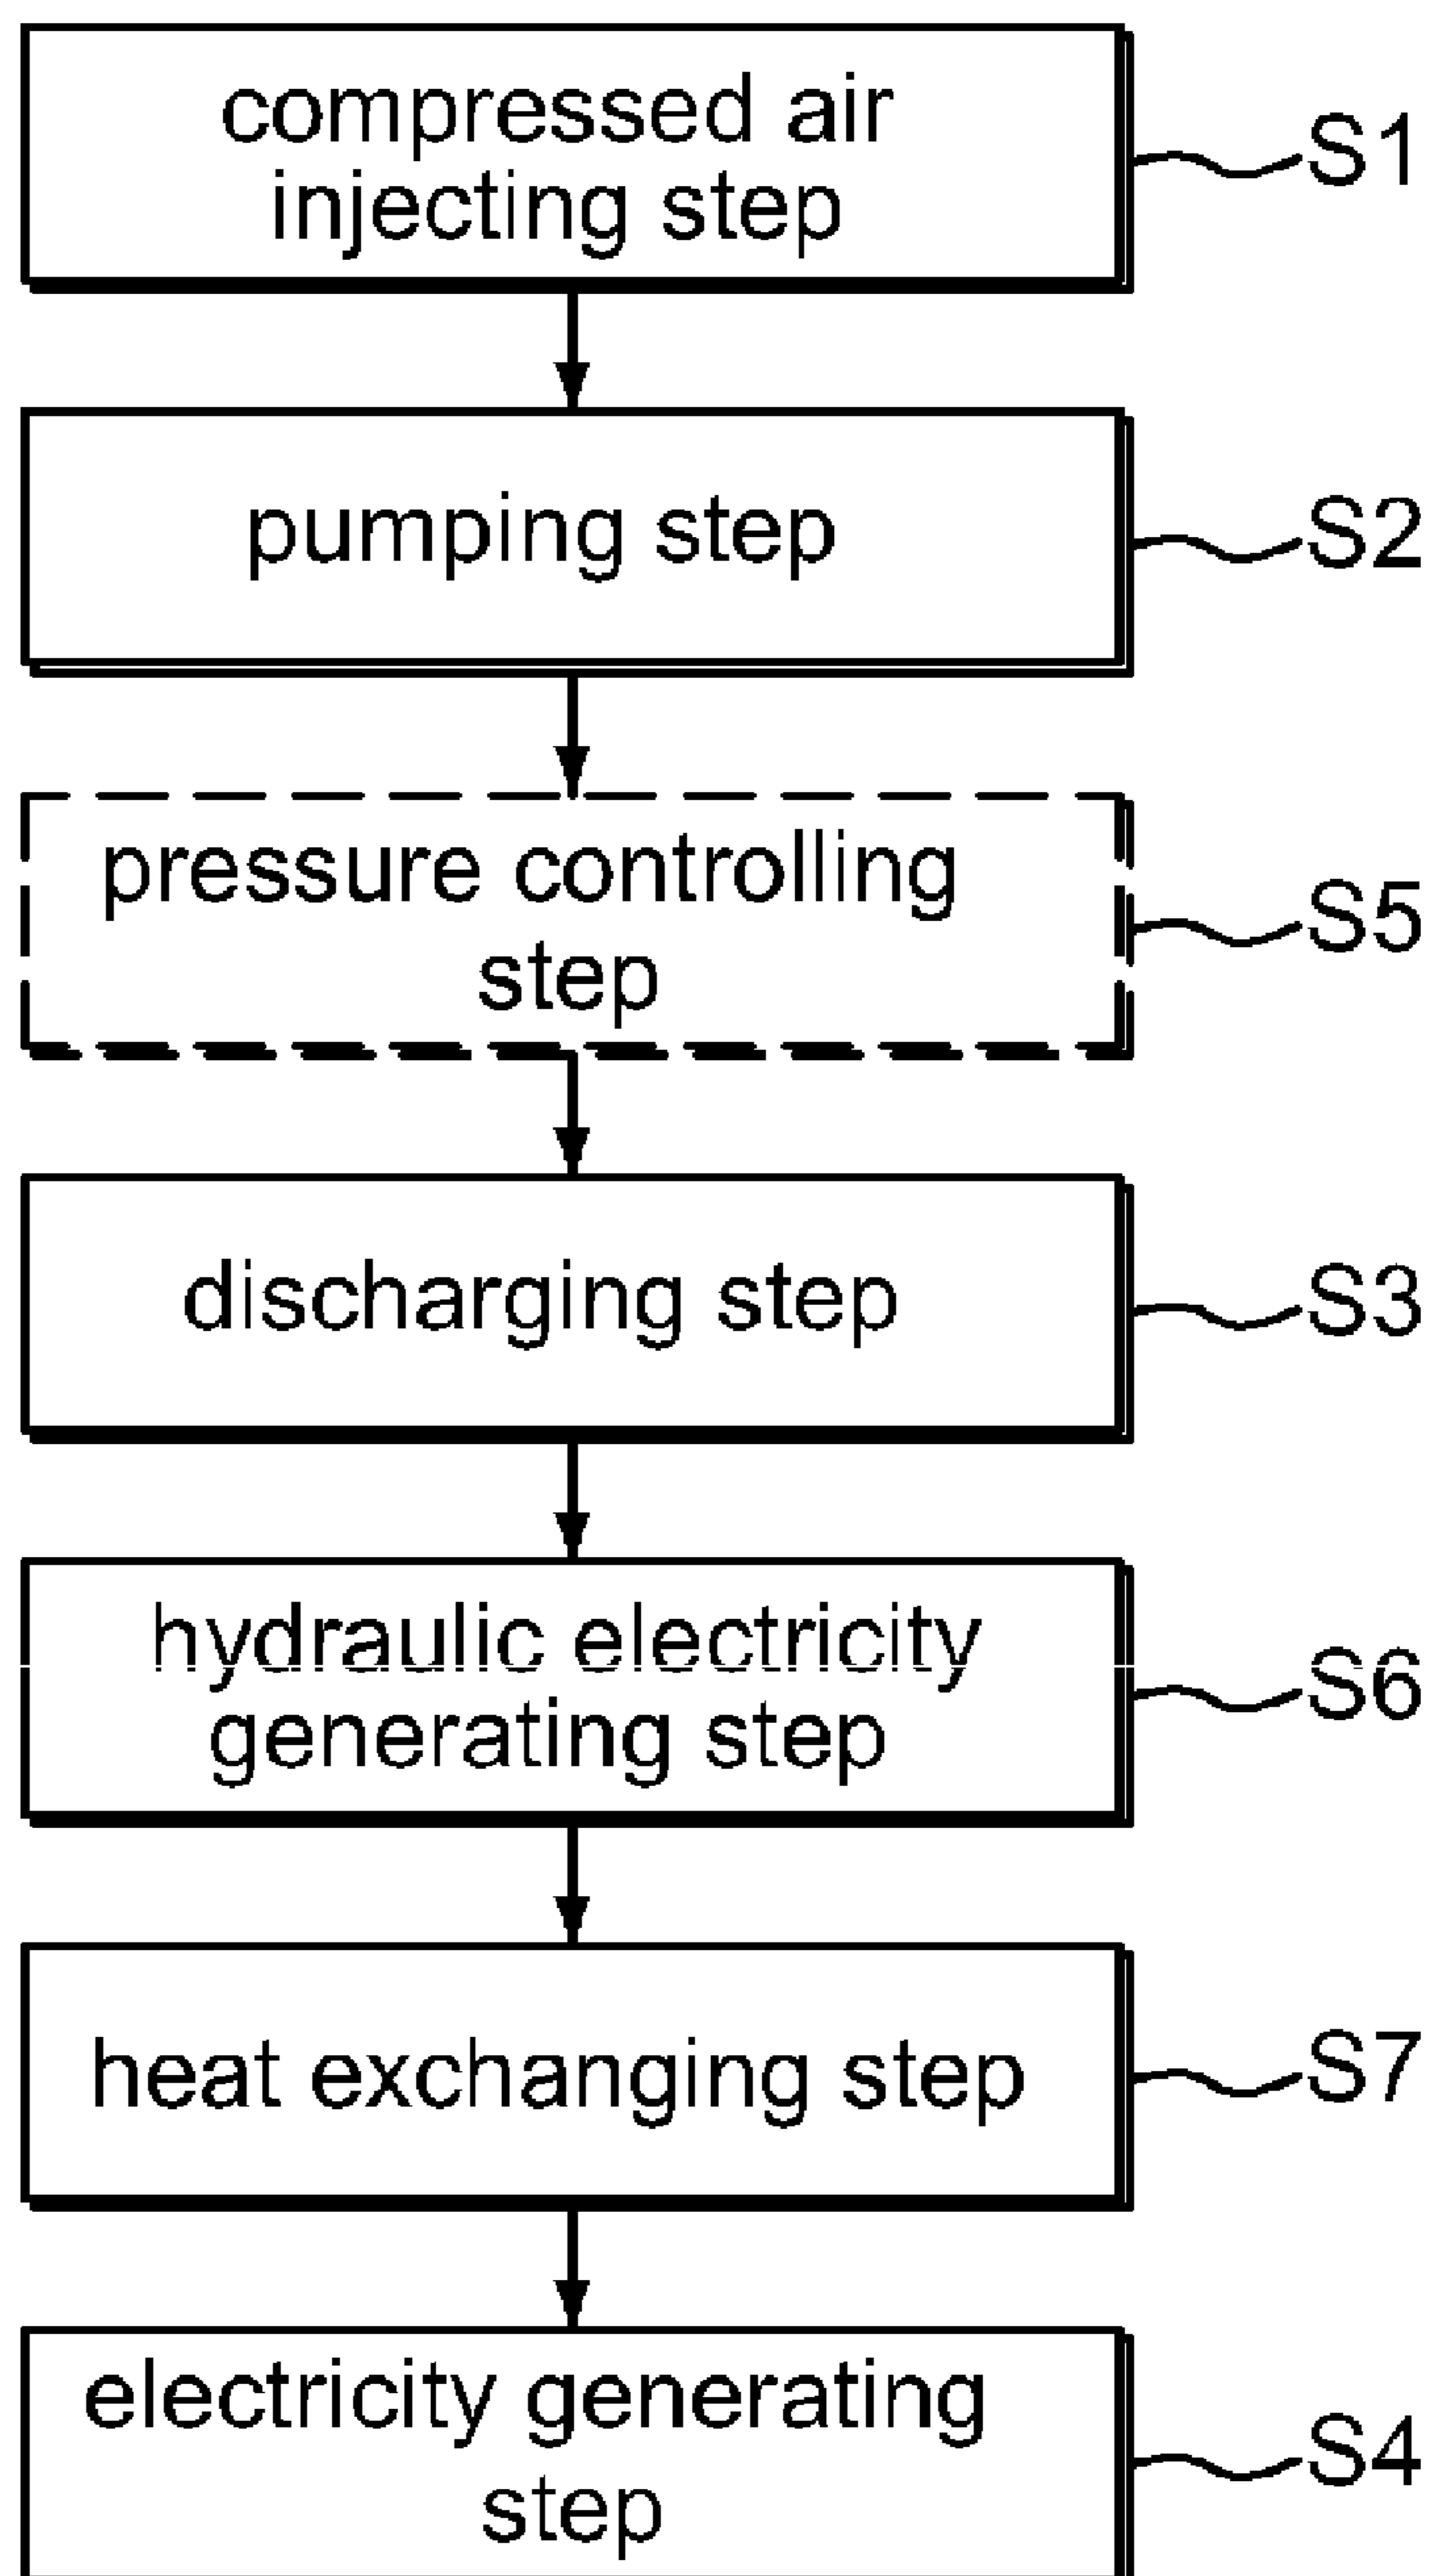 compressed air
injecting step
S1
pumping step
S2
pressure controlling
step
S5
discharging step
S3
hydraulic electricity
generating step
S6
heat exchanging step
S7
electricity generating
step
S4